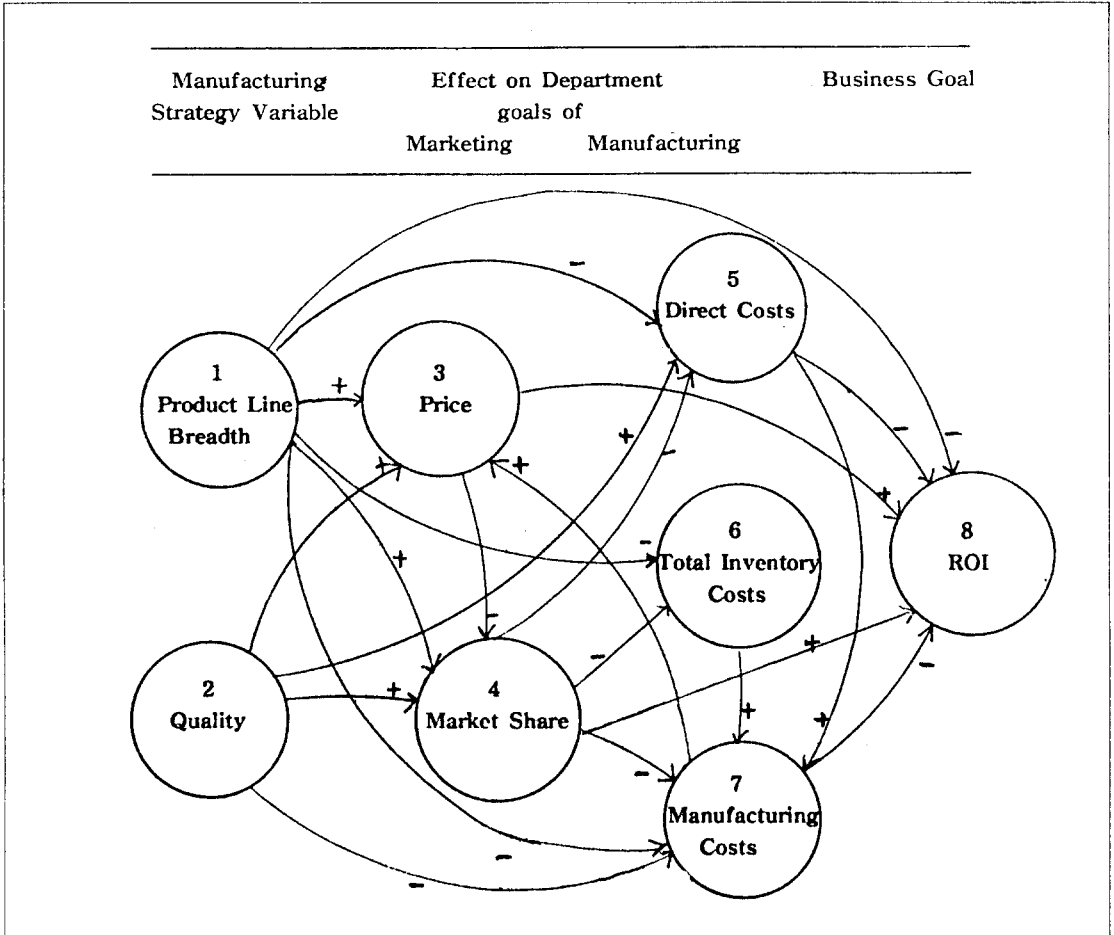 Manufacturing
Strategy Variable
Effect on Department
goals of
Marketing Manufacturing
Business Goal
1
Product Line
Breadth
2
Quality
3
Price
4
Market Share
5
Direct Costs
6
Total Inventory
Costs
7
Manufacturing
Costs
8
ROI
-
+
+
+
+
-
+
-
-
-
+
-
-
+
-
+
+
-
-
+
-
-